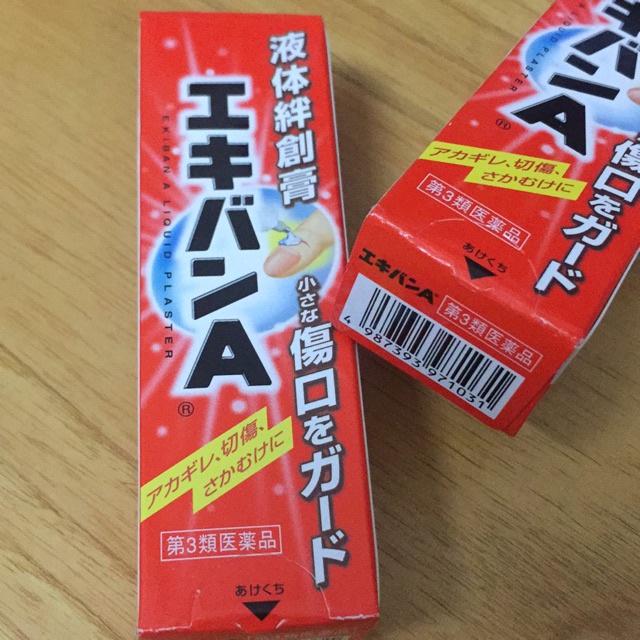 液体絆創膏
エキバンA
EKIBAN A LIQUID PLASTER
®
小さな
傷口をガード
アカギレ、切傷、
さかむけに
第3類医薬品
あけくち
キバンA
A LIQUID PLASTER
®
傷口をガード
アカギレ、切傷、
さかむけに
第3類医薬品
あけくち
エキバンA®
第3類医薬品
4 987393 971031